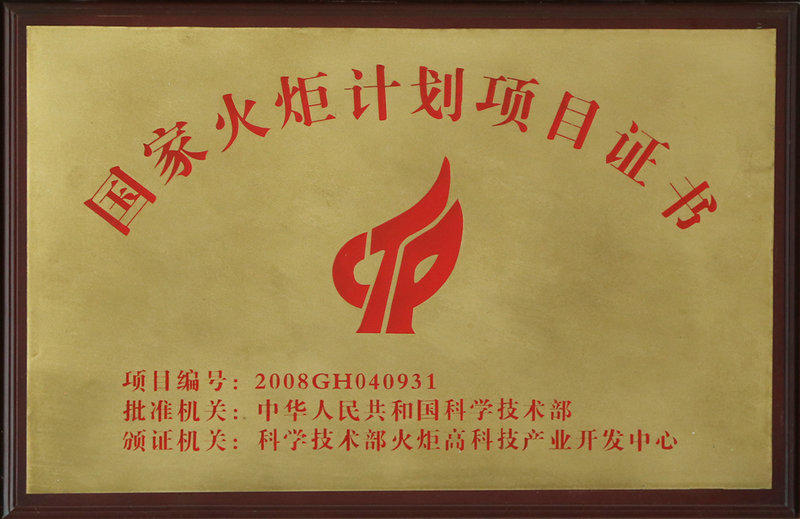 国家火炬计划项目证书
CTP
项目编号：2008GH040931
批准机关：中华人民共和国科学技术部
颁证机关：科学技术部火炬高科技产业开发中心